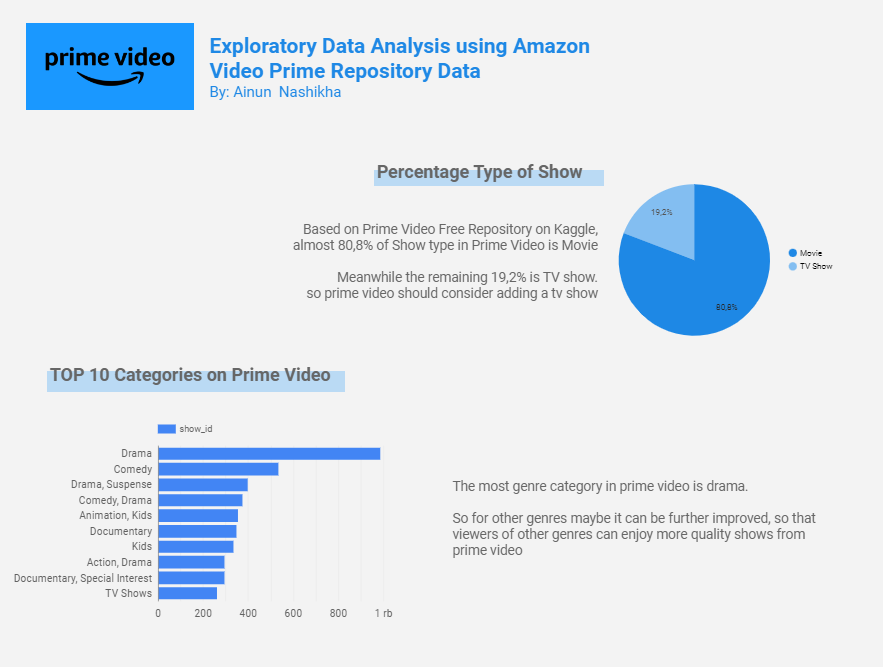 prime video
Exploratory Data Analysis using Amazon
Video Prime Repository Data
By: Ainun  Nashikha
Percentage Type of Show
Based on Prime Video Free Repository on Kaggle,
almost 80,8% of Show type in Prime Video is Movie
Meanwhile the remaining 19,2% is TV show.
so prime video should consider adding a tv show
19,2%
80,8%
Movie
TV Show
TOP 10 Categories on Prime Video
show_id
Drama
Comedy
Drama, Suspense
Comedy, Drama
Animation, Kids
Documentary
Kids
Action, Drama
Documentary, Special Interest
TV Shows
0 200 400 600 800 1 rb
The most genre category in prime video is drama.
So for other genres maybe it can be further improved, so that
viewers of other genres can enjoy more quality shows from
prime video